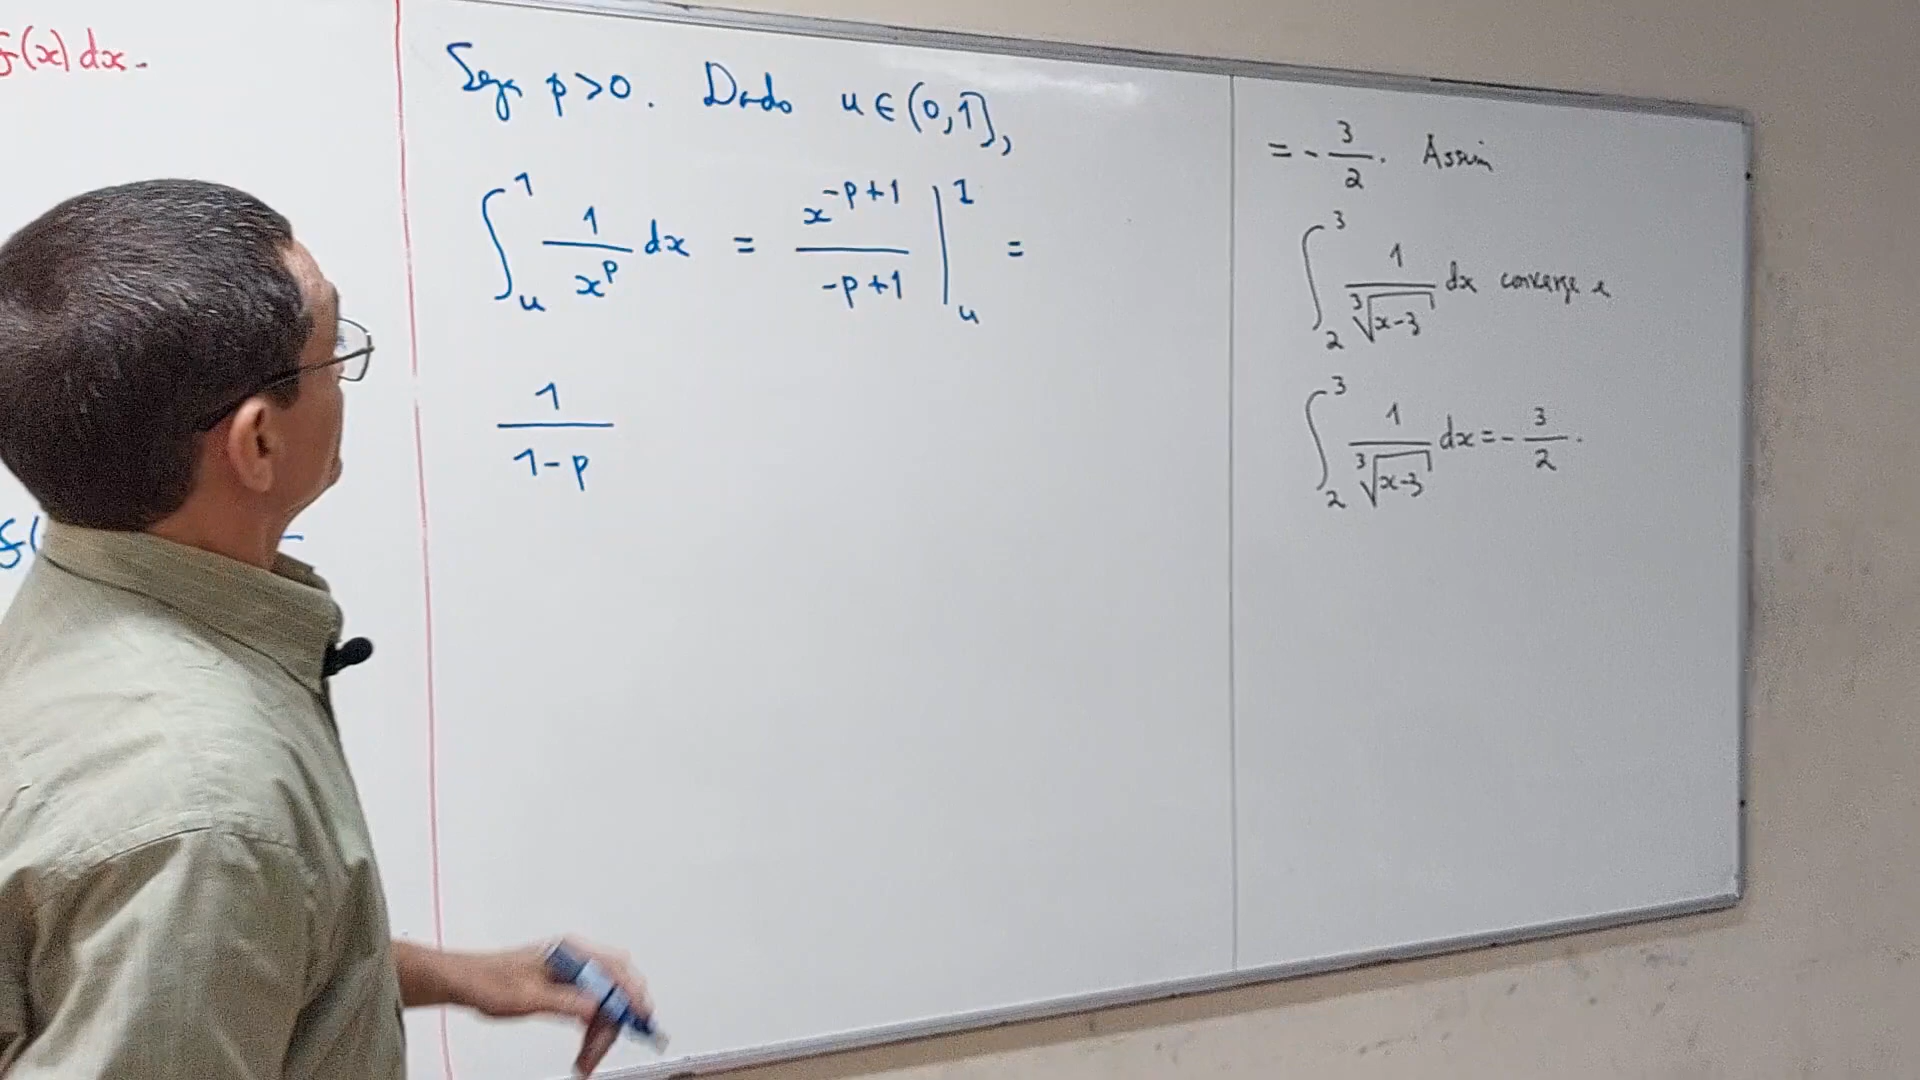 f(x) dx.
f(
Seja p>0. Dado u ∈ (0,1],
∫_u^1 1/x^p dx = x^{-p+1}/(-p+1) |_u^1 =
1/(1-p)
= -3/2. Assim
∫_2^3 1/∛(x-3) dx converge e
∫_2^3 1/∛(x-3) dx = -3/2.